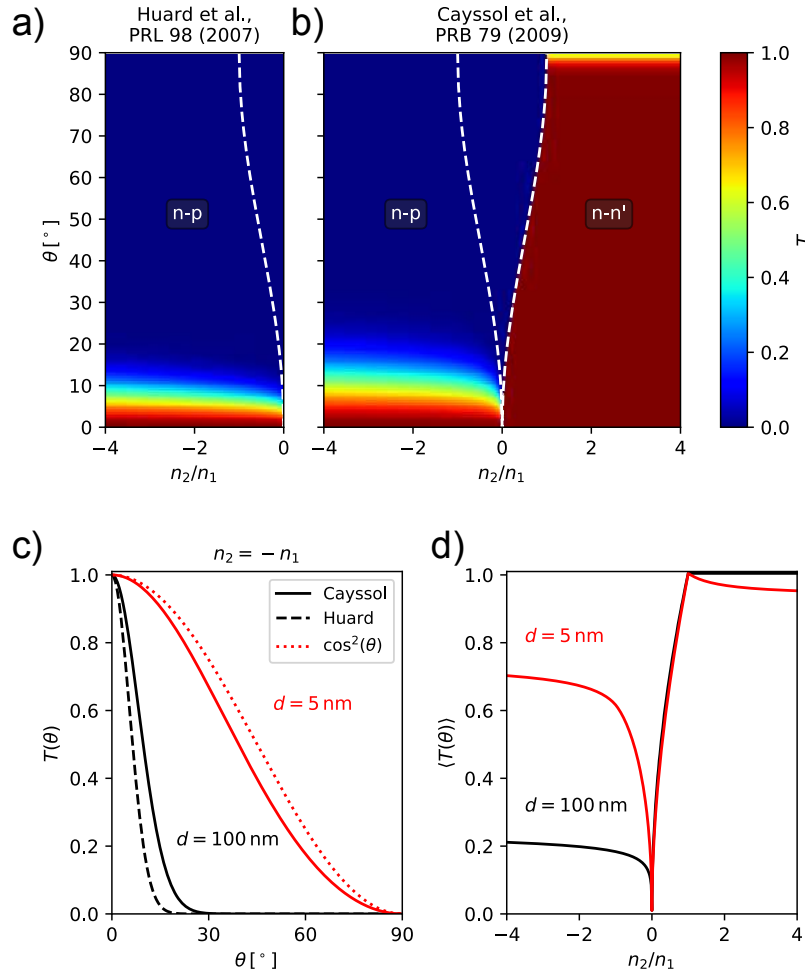 a)
Huard et al.,
PRL 98 (2007)
b)
Cayssol et al.,
PRB 79 (2009)
90
80
70
60
50
40
30
20
10
0
θ [°]
n-p
−4
−2
0
n₂/n₁
n-p
n-n'
−4
−2
0
2
4
n₂/n₁
1.0
0.8
0.6
0.4
0.2
0.0
c)
n₂ = −n₁
1.0
0.8
0.6
0.4
0.2
0.0
T(θ)
Cayssol
Huard
cos²(θ)
d = 5 nm
d = 100 nm
0
30
60
90
θ [°]
d)
1.0
0.8
0.6
0.4
0.2
0.0
⟨T(θ)⟩
d = 5 nm
d = 100 nm
−4
−2
0
2
4
n₂/n₁